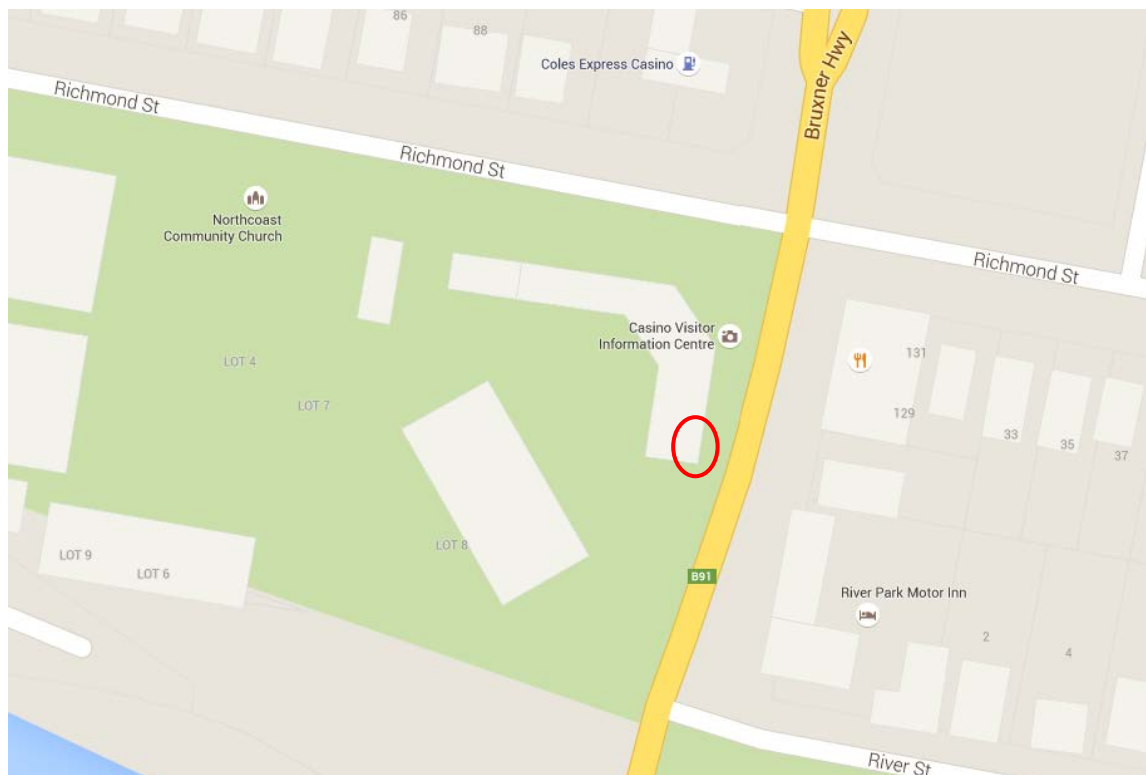 86
88
Coles Express Casino
Bruxner Hwy
Richmond St
Richmond St
Northcoast
Community Church
Richmond St
Casino Visitor
Information Centre
131
LOT 4
LOT 7
129
33
35
37
LOT 8
LOT 9
LOT 6
B91
River Park Motor Inn
2
4
River St